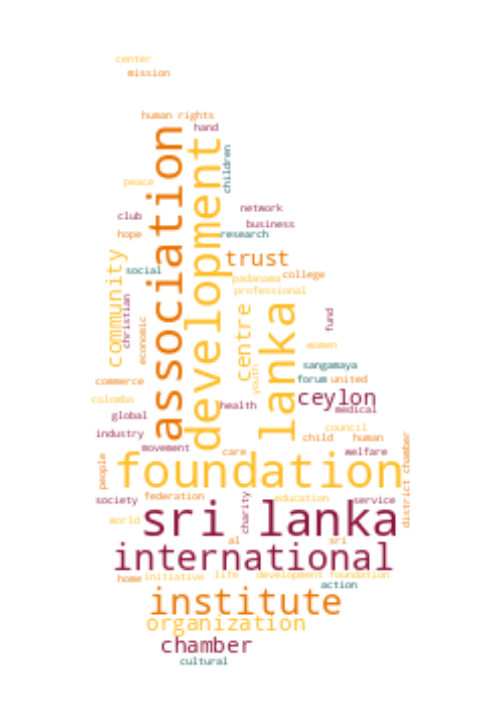 center
mission
human rights
hand
association
development
children
peace
network
club
business
hope
research
community
trust
social
college
padanama
professional
christian
centre
lanka
fund
economic
women
youth
sangamaya
commerce
forum
united
colombo
ceylon
health
medical
global
council
industry
child
human
district chamber
movement
care
welfare
people
foundation
society
federation
charity
education
service
world
sri lanka
al
sri
international
home
initiative
life
development foundation
action
institute
organization
chamber
cultural